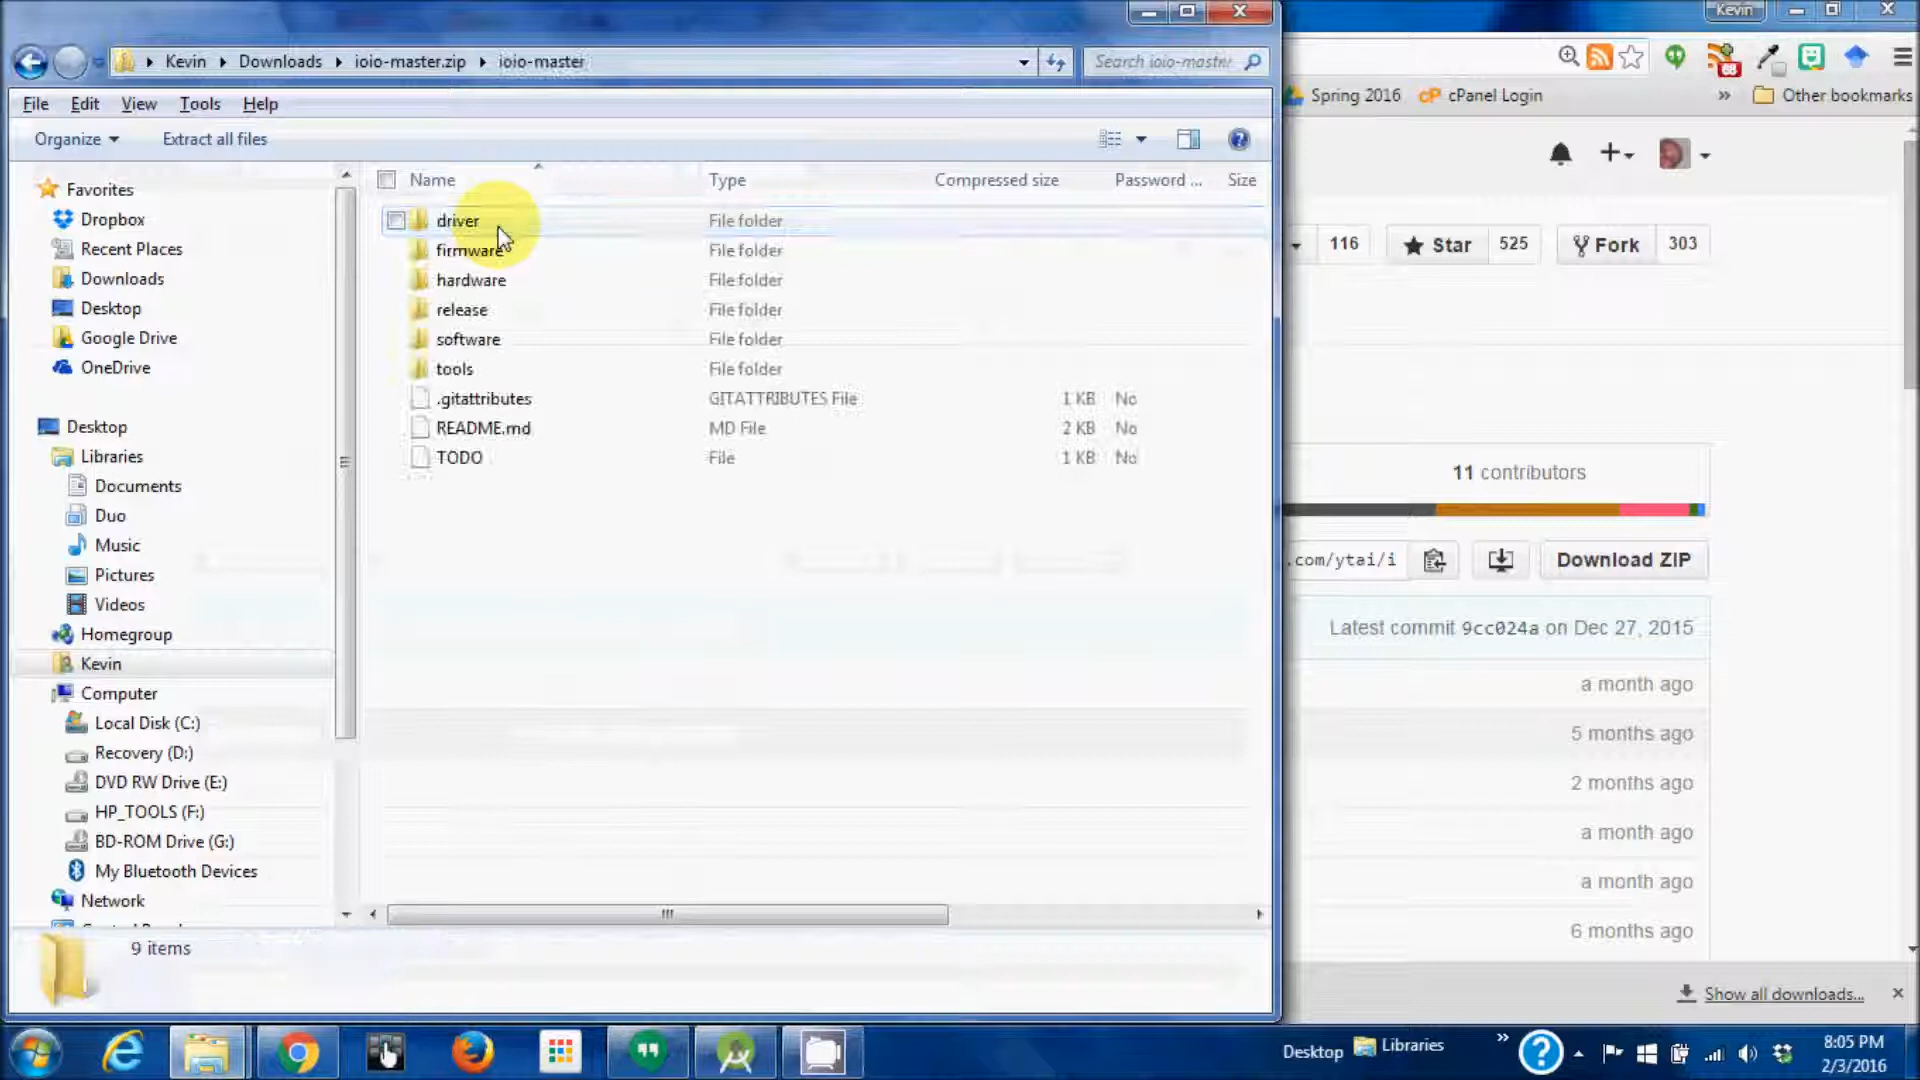 Kevin
Kevin Downloads ioio-master.zip ioio-master
Search ioio-master
File Edit View Tools Help
Organize Extract all files
Name Type Compressed size Password ... Size
Favorites
Dropbox
Recent Places
Downloads
Desktop
Google Drive
OneDrive
Desktop
Libraries
Documents
Duo
Music
Pictures
Videos
Homegroup
Kevin
Computer
Local Disk (C:)
Recovery (D:)
DVD RW Drive (E:)
HP_TOOLS (F:)
BD-ROM Drive (G:)
My Bluetooth Devices
Network
driver File folder
firmware File folder
hardware File folder
release File folder
software File folder
tools File folder
.gitattributes GITATTRIBUTES File 1 KB No
README.md MD File 2 KB No
TODO File 1 KB No
9 items
68
Spring 2016 cP cPanel Login » Other bookmarks
116 Star 525 Fork 303
11 contributors
.com/ytai/i Download ZIP
Latest commit 9cc024a on Dec 27, 2015
a month ago
5 months ago
2 months ago
a month ago
a month ago
6 months ago
Show all downloads...
Desktop Libraries »
8:05 PM
2/3/2016